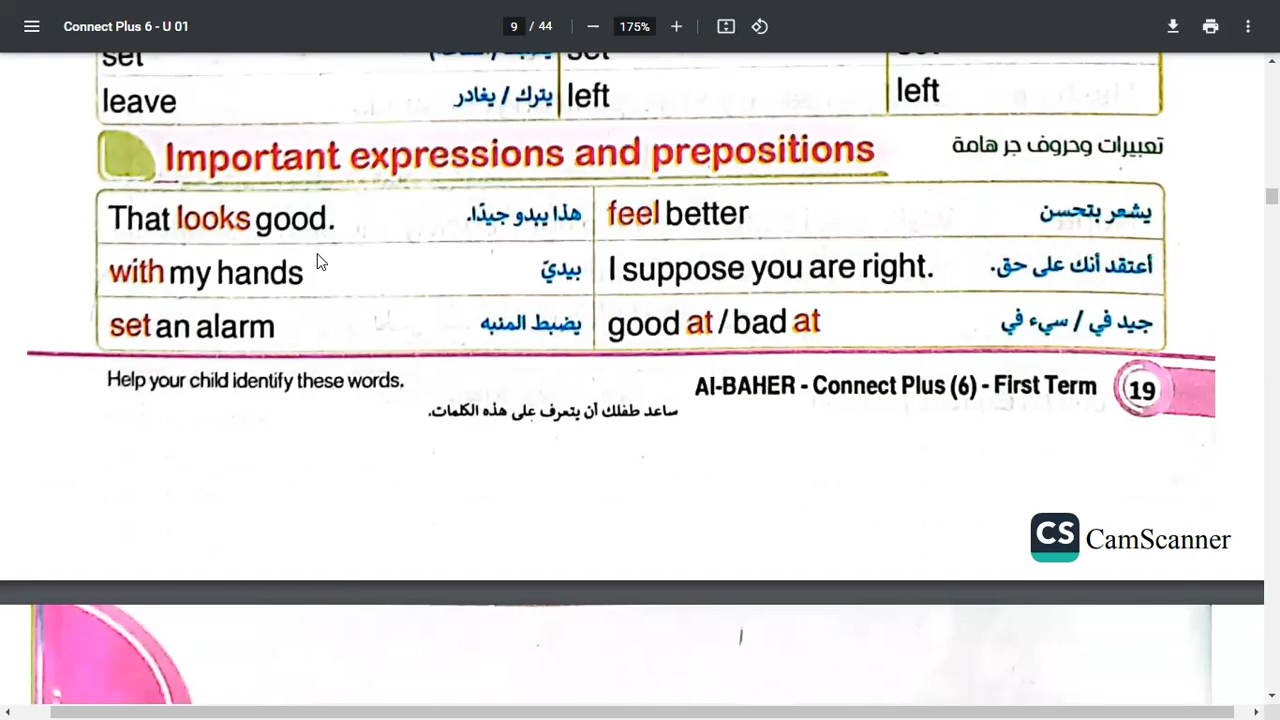 Connect Plus 6 - U 01
9 / 44
175%
set
set
leave يترك / يغادر left left
Important expressions and prepositions تعبيرات وحروف جر هامة
That looks good. هذا يبدو جيدًا. feel better يشعر بتحسن
with my hands بيديَّ I suppose you are right. أعتقد أنك على حق.
set an alarm يضبط المنبه good at / bad at جيد في / سيء في
Help your child identify these words.
ساعد طفلك أن يتعرف على هذه الكلمات.
Al-BAHER - Connect Plus (6) - First Term 19
CS CamScanner